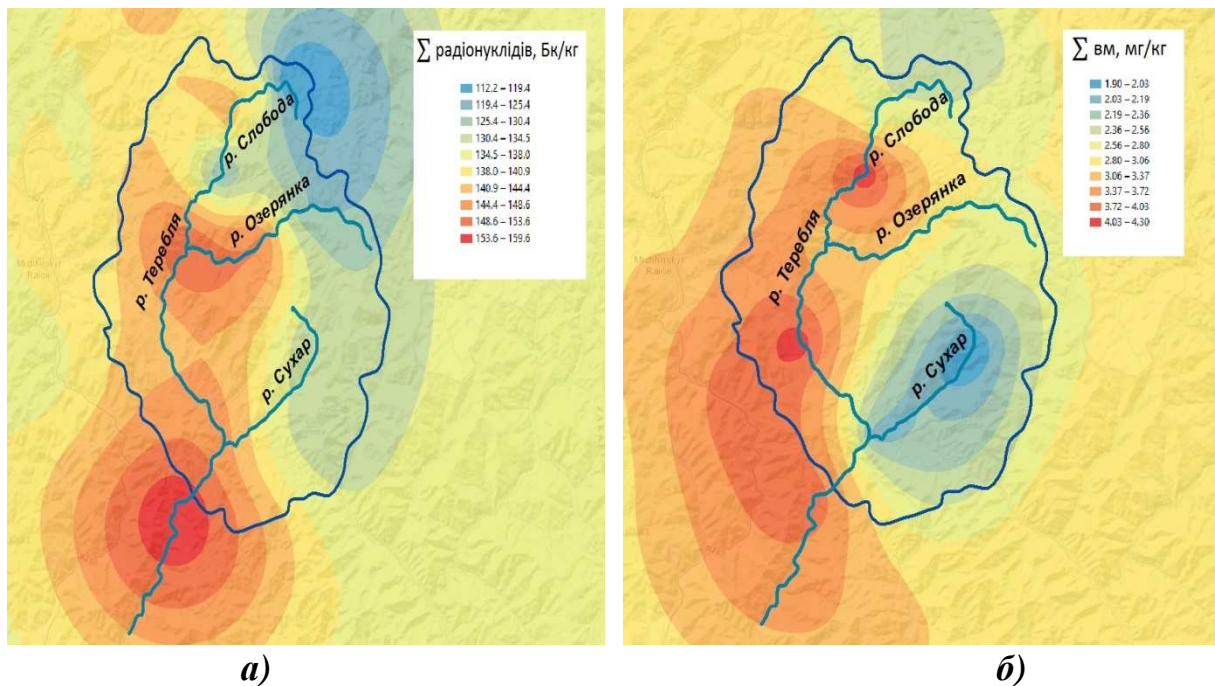 ∑ радіонуклідів, Бк/кг
112.2 – 119.4
119.4 – 125.4
125.4 – 130.4
130.4 – 134.5
134.5 – 138.0
138.0 – 140.9
140.9 – 144.4
144.4 – 148.6
148.6 – 153.6
153.6 – 159.6
р. Слобода
р. Озерянка
р. Теребля
р. Сухар
а)
∑ вм, мг/кг
1.90 – 2.03
2.03 – 2.19
2.19 – 2.36
2.36 – 2.56
2.56 – 2.80
2.80 – 3.06
3.06 – 3.37
3.37 – 3.72
3.72 – 4.03
4.03 – 4.30
р. Слобода
р. Озерянка
р. Теребля
р. Сухар
б)